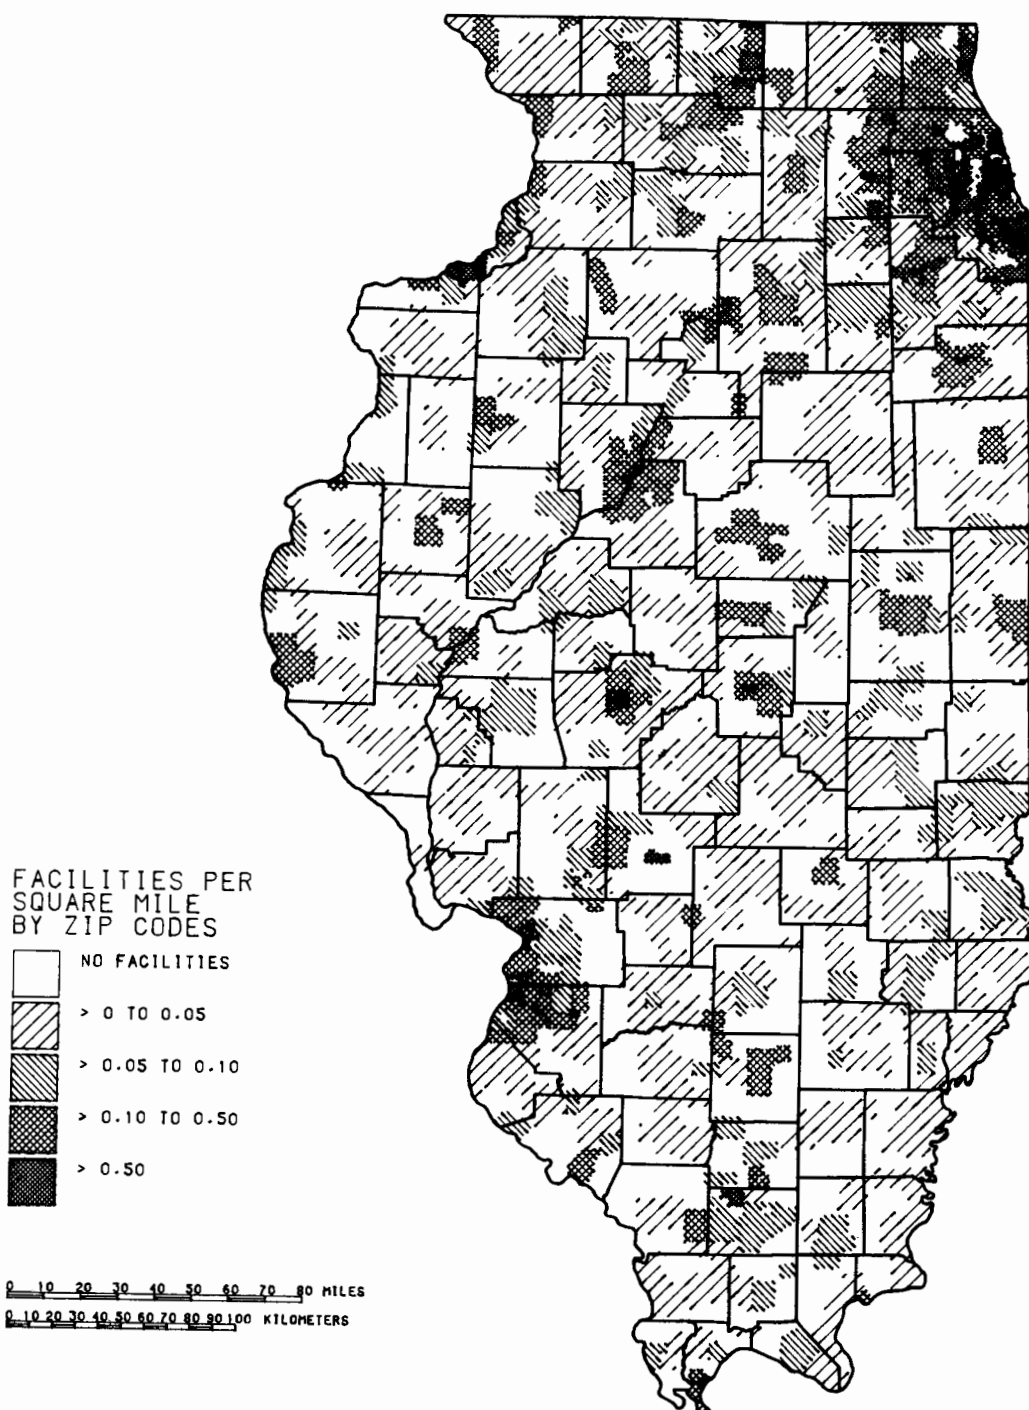 FACILITIES PER
SQUARE MILE
BY ZIP CODES
NO FACILITIES
> 0 TO 0.05
> 0.05 TO 0.10
> 0.10 TO 0.50
> 0.50
0 10 20 30 40 50 60 70 80 MILES
0 10 20 30 40 50 60 70 80 90 100 KILOMETERS